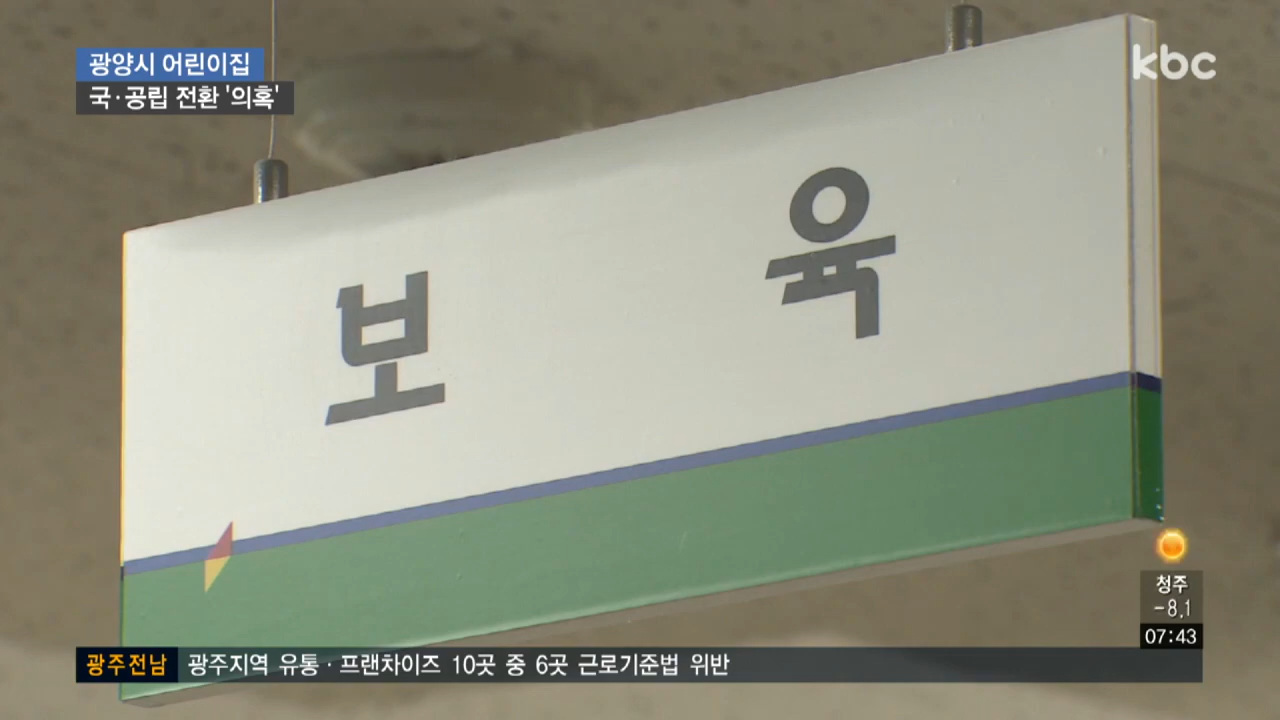 광양시 어린이집
국·공립 전환 '의혹'
kbc
보 육
청주
-8.1
07:43
광주전남 광주지역 유통·프랜차이즈 10곳 중 6곳 근로기준법 위반